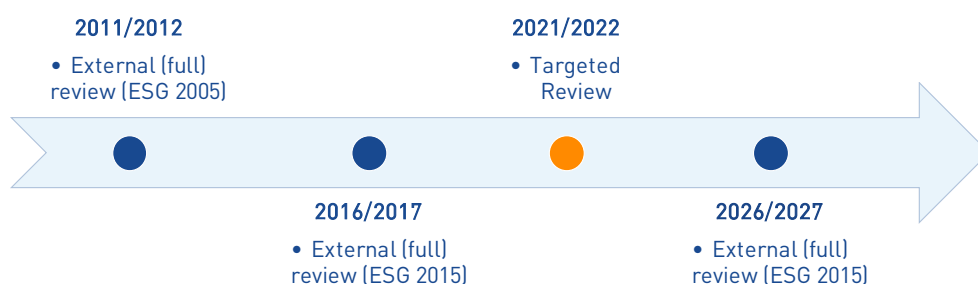 2011/2012
• External (full)
review (ESG 2005)
2016/2017
• External (full)
review (ESG 2015)
2021/2022
• Targeted
Review
2026/2027
• External (full)
review (ESG 2015)